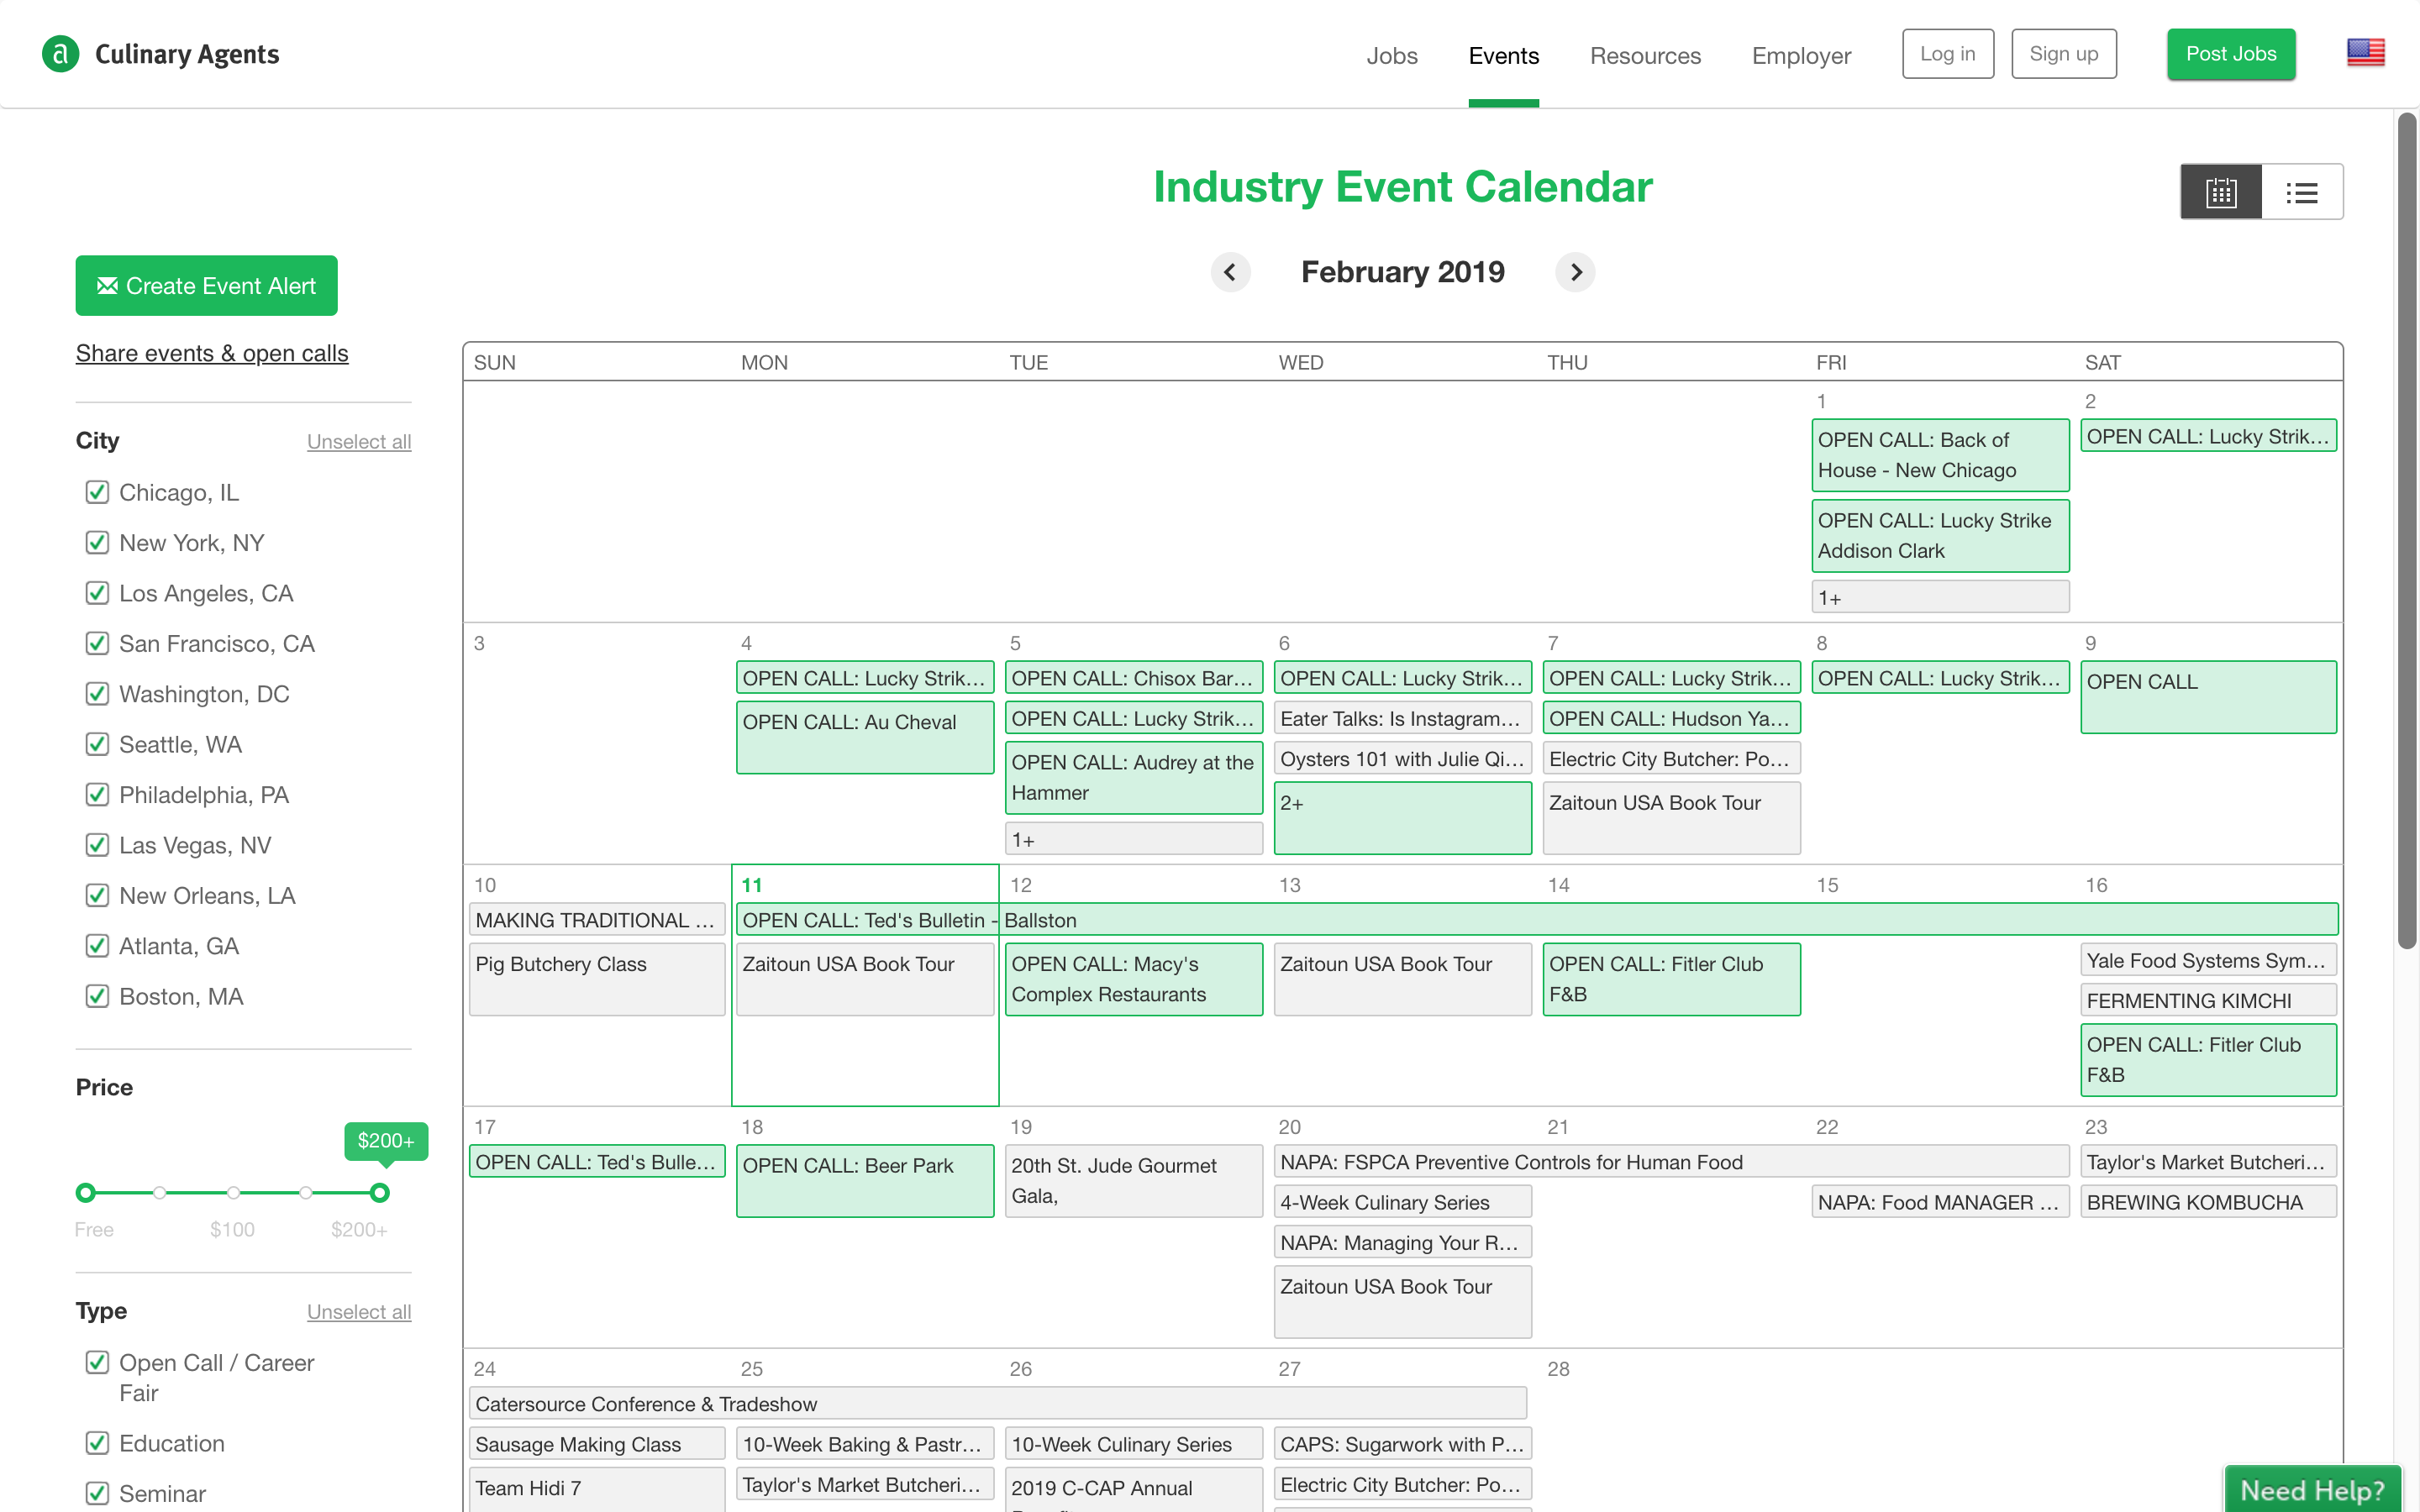 a Culinary Agents
Jobs
Events
Resources
Employer
Log in
Sign up
Post Jobs
Industry Event Calendar
February 2019
Create Event Alert
Share events & open calls
City
Unselect all
Chicago, IL
New York, NY
Los Angeles, CA
San Francisco, CA
Washington, DC
Seattle, WA
Philadelphia, PA
Las Vegas, NV
New Orleans, LA
Atlanta, GA
Boston, MA
Price
$200+
Free
$100
$200+
Type
Unselect all
Open Call / Career
Fair
Education
Seminar
SUN
MON
TUE
WED
THU
FRI
SAT
1
OPEN CALL: Back of
House - New Chicago
OPEN CALL: Lucky Strike
Addison Clark
1+
2
OPEN CALL: Lucky Strik...
3
4
OPEN CALL: Lucky Strik...
OPEN CALL: Au Cheval
5
OPEN CALL: Chisox Bar...
OPEN CALL: Lucky Strik...
OPEN CALL: Audrey at the
Hammer
1+
6
OPEN CALL: Lucky Strik...
Eater Talks: Is Instagram...
Oysters 101 with Julie Qi...
2+
7
OPEN CALL: Lucky Strik...
OPEN CALL: Hudson Ya...
Electric City Butcher: Po...
Zaitoun USA Book Tour
8
OPEN CALL: Lucky Strik...
9
OPEN CALL
10
MAKING TRADITIONAL ...
Pig Butchery Class
11
OPEN CALL: Ted's Bulletin - Ballston
Zaitoun USA Book Tour
12
OPEN CALL: Macy's
Complex Restaurants
13
Zaitoun USA Book Tour
14
OPEN CALL: Fitler Club
F&B
15
16
Yale Food Systems Sym...
FERMENTING KIMCHI
OPEN CALL: Fitler Club
F&B
17
OPEN CALL: Ted's Bulle...
18
OPEN CALL: Beer Park
19
20th St. Jude Gourmet
Gala,
20
NAPA: FSPCA Preventive Controls for Human Food
4-Week Culinary Series
NAPA: Managing Your R...
Zaitoun USA Book Tour
21
22
NAPA: Food MANAGER ...
23
Taylor's Market Butcheri...
BREWING KOMBUCHA
24
Catersource Conference & Tradeshow
Sausage Making Class
Team Hidi 7
25
10-Week Baking & Pastr...
Taylor's Market Butcheri...
26
10-Week Culinary Series
2019 C-CAP Annual
27
CAPS: Sugarwork with P...
Electric City Butcher: Po...
28
Need Help?